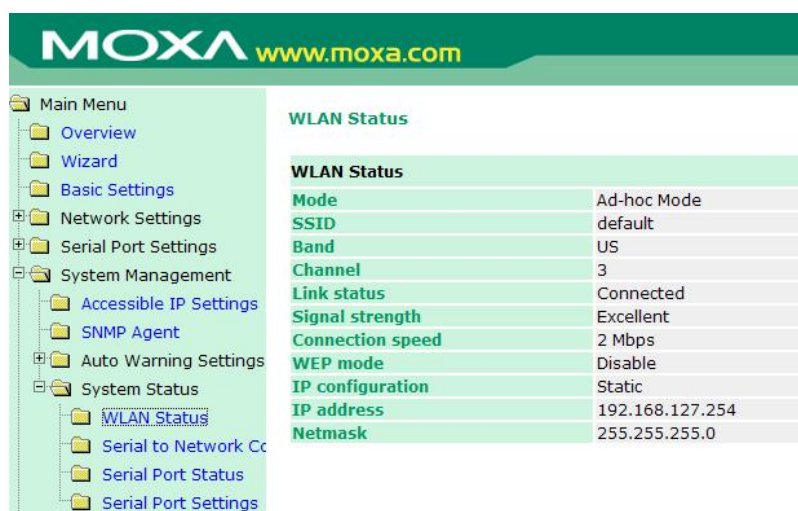 MOXA www.moxa.com
Main Menu
Overview
Wizard
Basic Settings
Network Settings
Serial Port Settings
System Management
Accessible IP Settings
SNMP Agent
Auto Warning Settings
System Status
WLAN Status
Serial to Network Co
Serial Port Status
Serial Port Settings
WLAN Status
WLAN Status
Mode Ad-hoc Mode
SSID default
Band US
Channel 3
Link status Connected
Signal strength Excellent
Connection speed 2 Mbps
WEP mode Disable
IP configuration Static
IP address 192.168.127.254
Netmask 255.255.255.0